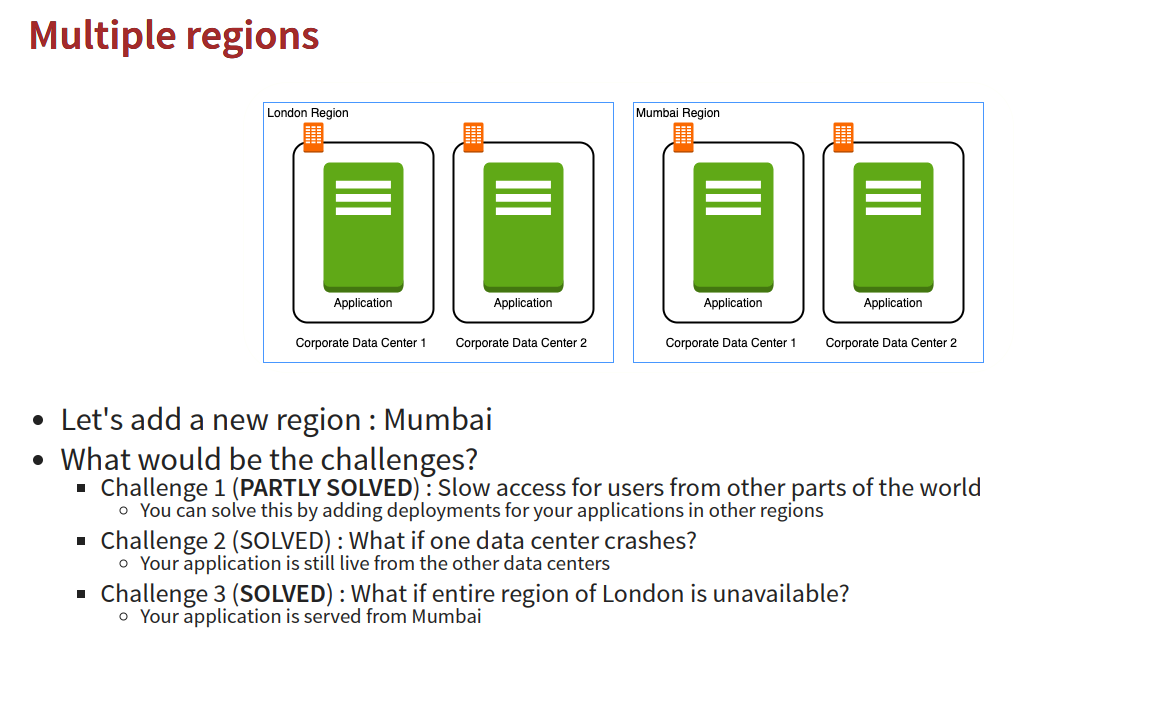 Multiple regions
London Region
Application
Application
Corporate Data Center 1
Corporate Data Center 2
Mumbai Region
Application
Application
Corporate Data Center 1
Corporate Data Center 2
Let's add a new region : Mumbai
What would be the challenges?
Challenge 1 (PARTLY SOLVED) : Slow access for users from other parts of the world
You can solve this by adding deployments for your applications in other regions
Challenge 2 (SOLVED) : What if one data center crashes?
Your application is still live from the other data centers
Challenge 3 (SOLVED) : What if entire region of London is unavailable?
Your application is served from Mumbai